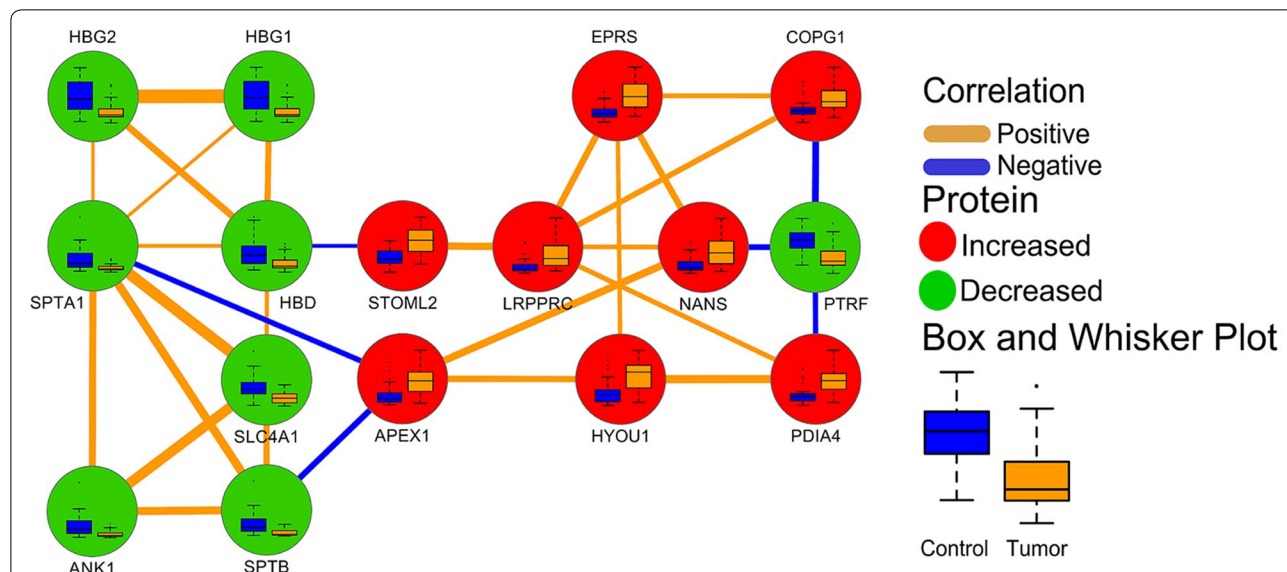 HBG2 HBG1 EPRS COPG1
Correlation
Positive
Negative
Protein
Increased
Decreased
SPTA1 HBD STOML2 LRPPRC NANS PTRF
Box and Whisker Plot
SLC4A1 APEX1 HYOU1 PDIA4
Control Tumor
ANK1 SPTB